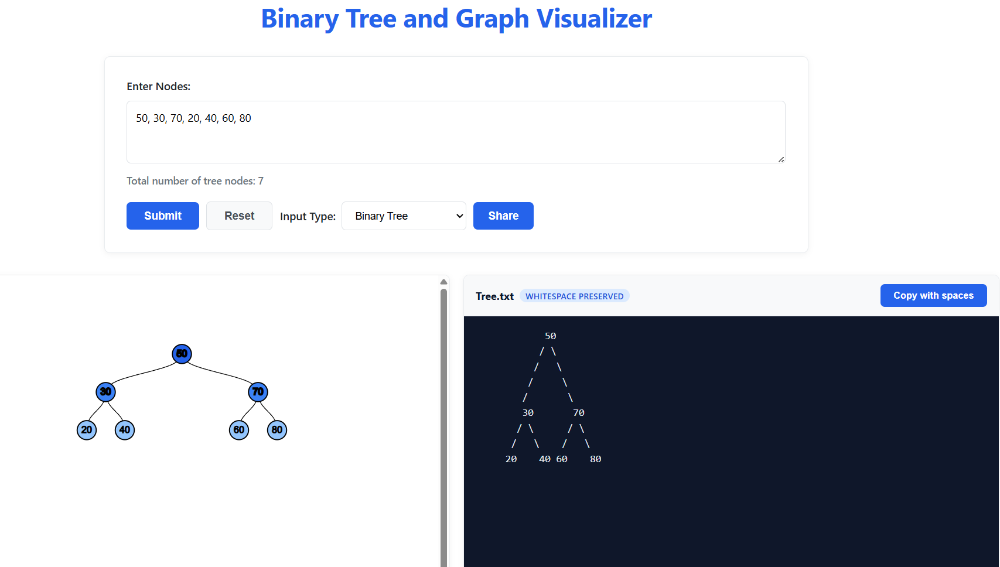 Binary Tree and Graph Visualizer
Enter Nodes:
50, 30, 70, 20, 40, 60, 80
Total number of tree nodes: 7
Submit
Reset
Input Type:
Binary Tree
Share
50
30
70
20
40
60
80
Tree.txt
WHITESPACE PRESERVED
Copy with spaces
            50
           / \
          /   \
         /     \
        /       \
        30       70
       / \      / \
      /   \    /   \
     20    40 60    80